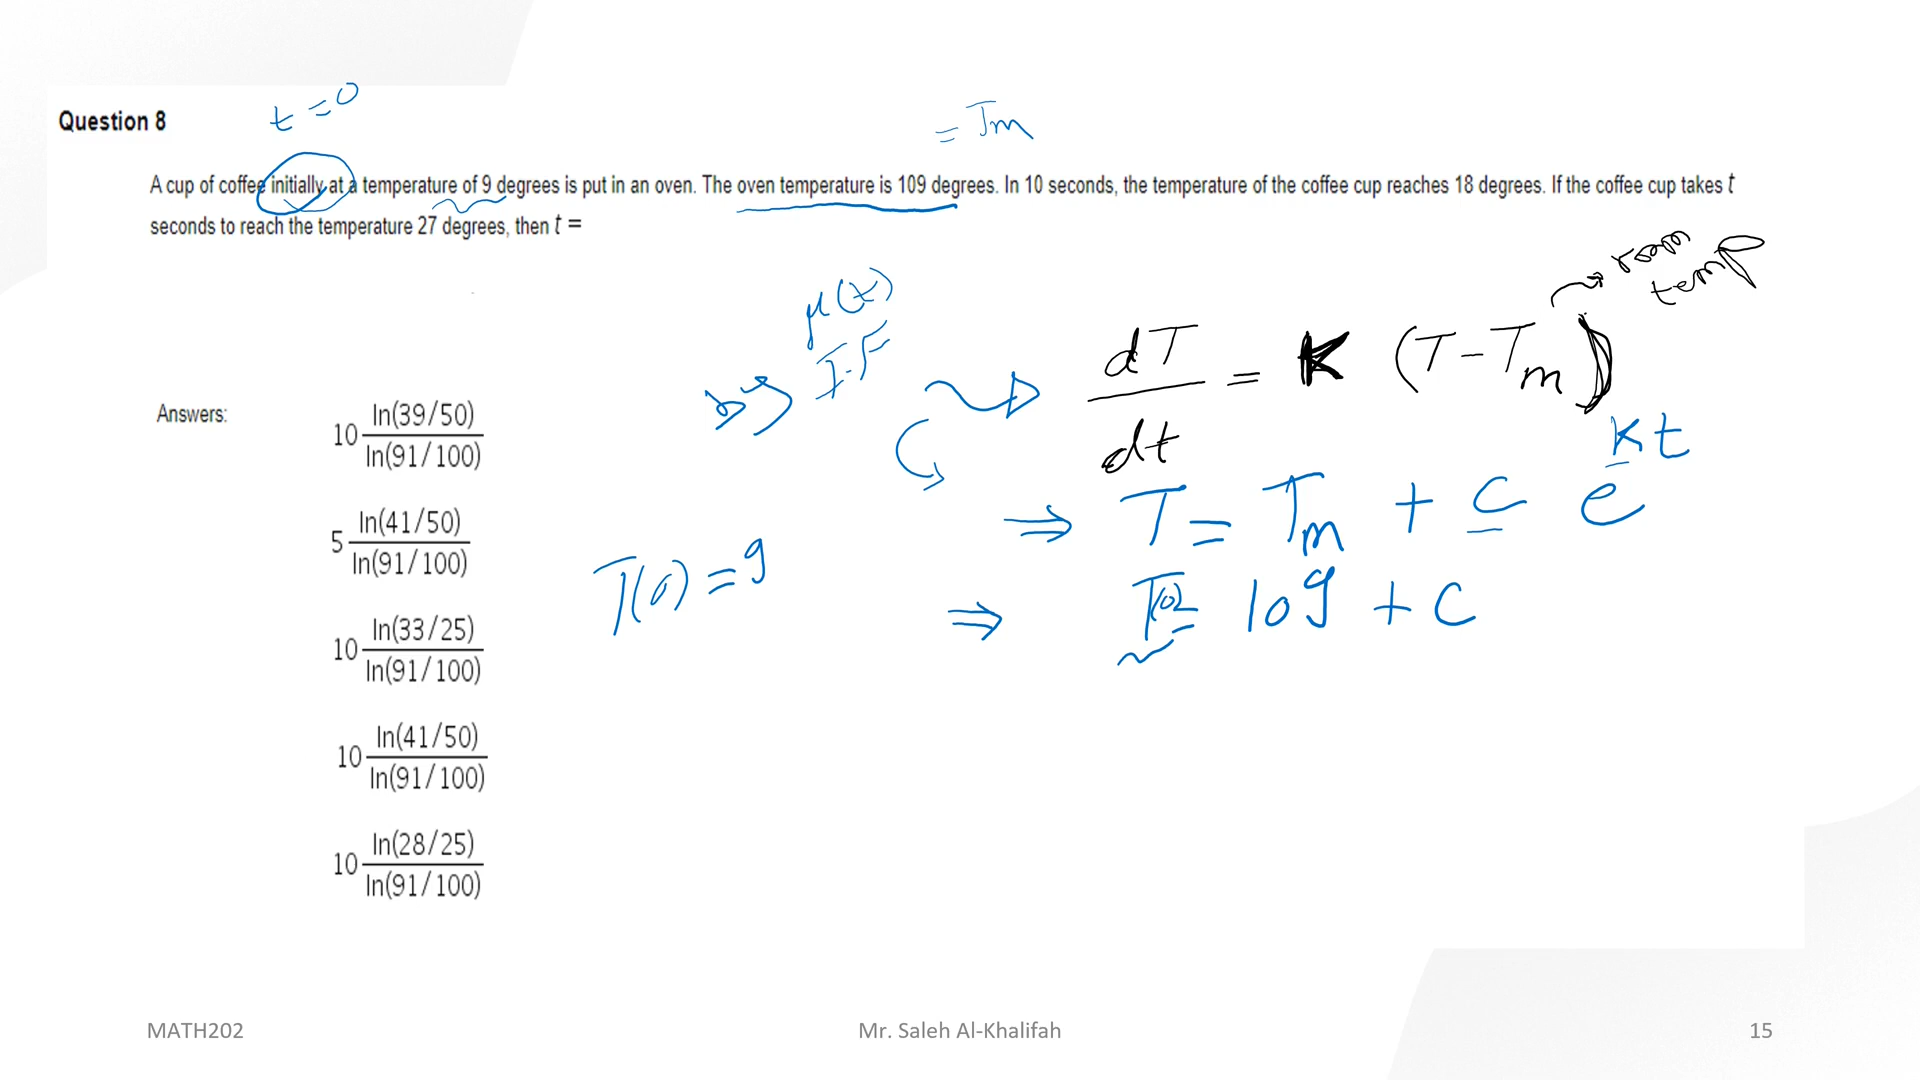 t = 0
= Tm
Question 8
A cup of coffee initially at a temperature of 9 degrees is put in an oven. The oven temperature is 109 degrees. In 10 seconds, the temperature of the coffee cup reaches 18 degrees. If the coffee cup takes t
seconds to reach the temperature 27 degrees, then t =
room
temp
μ(t)
by I.F
dT/dt = K (T - Tm)
Answers:
10 ln(39/50)/ln(91/100)
⇒ T = Tm + c e^Kt
5 ln(41/50)/ln(91/100)
T(0) = 9
⇒ T(0) = 109 + C
10 ln(33/25)/ln(91/100)
10 ln(41/50)/ln(91/100)
10 ln(28/25)/ln(91/100)
MATH202
Mr. Saleh Al-Khalifah
15